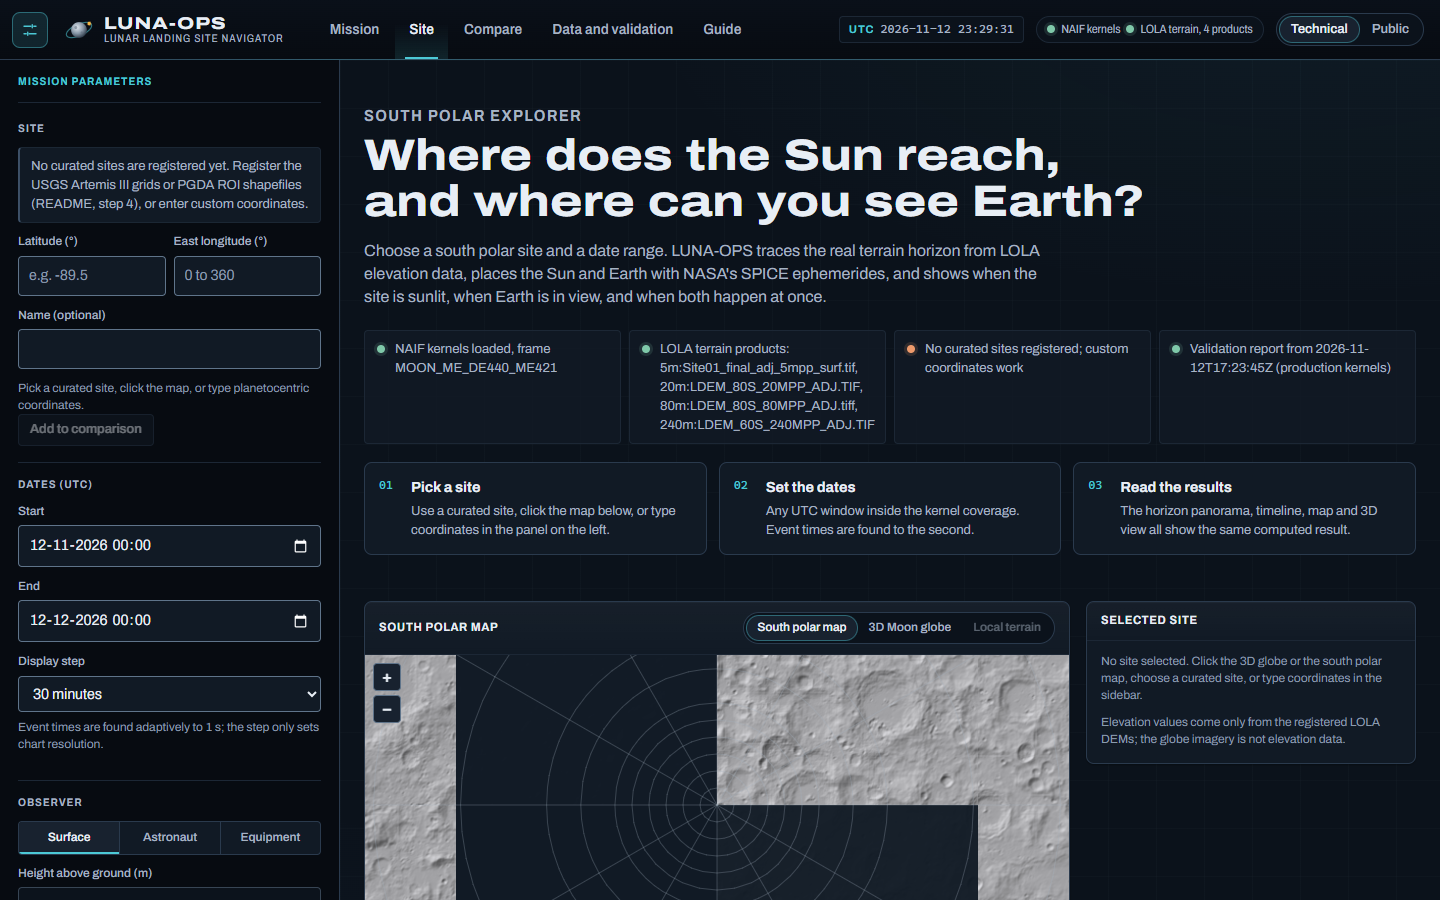 LUNA-OPS
LUNAR LANDING SITE NAVIGATOR
Mission
Site
Compare
Data and validation
Guide
UTC 2026-11-12 23:29:31
NAIF kernels
LOLA terrain, 4 products
Technical
Public
MISSION PARAMETERS
SITE
No curated sites are registered yet. Register the
USGS Artemis III grids or PGDA ROI shapefiles
(README, step 4), or enter custom coordinates.
Latitude (°)
East longitude (°)
e.g. -89.5
0 to 360
Name (optional)
Pick a curated site, click the map, or type planetocentric
coordinates.
Add to comparison
DATES (UTC)
Start
12-11-2026 00:00
End
12-12-2026 00:00
Display step
30 minutes
Event times are found adaptively to 1 s; the step only sets
chart resolution.
OBSERVER
Surface
Astronaut
Equipment
Height above ground (m)
SOUTH POLAR EXPLORER
Where does the Sun reach,
and where can you see Earth?
Choose a south polar site and a date range. LUNA-OPS traces the real terrain horizon from LOLA
elevation data, places the Sun and Earth with NASA's SPICE ephemerides, and shows when the
site is sunlit, when Earth is in view, and when both happen at once.
NAIF kernels loaded, frame
MOON_ME_DE440_ME421
LOLA terrain products:
5m:Site01_final_adj_5mpp_surf.tif,
20m:LDEM_80S_20MPP_ADJ.TIF,
80m:LDEM_80S_80MPP_ADJ.tiff,
240m:LDEM_60S_240MPP_ADJ.TIF
No curated sites registered; custom
coordinates work
Validation report from 2026-11-
12T17:23:45Z (production kernels)
01
Pick a site
Use a curated site, click the map below, or type
coordinates in the panel on the left.
02
Set the dates
Any UTC window inside the kernel coverage.
Event times are found to the second.
03
Read the results
The horizon panorama, timeline, map and 3D
view all show the same computed result.
SOUTH POLAR MAP
South polar map
3D Moon globe
Local terrain
+
−
SELECTED SITE
No site selected. Click the 3D globe or the south polar
map, choose a curated site, or type coordinates in the
sidebar.
Elevation values come only from the registered LOLA
DEMs; the globe imagery is not elevation data.